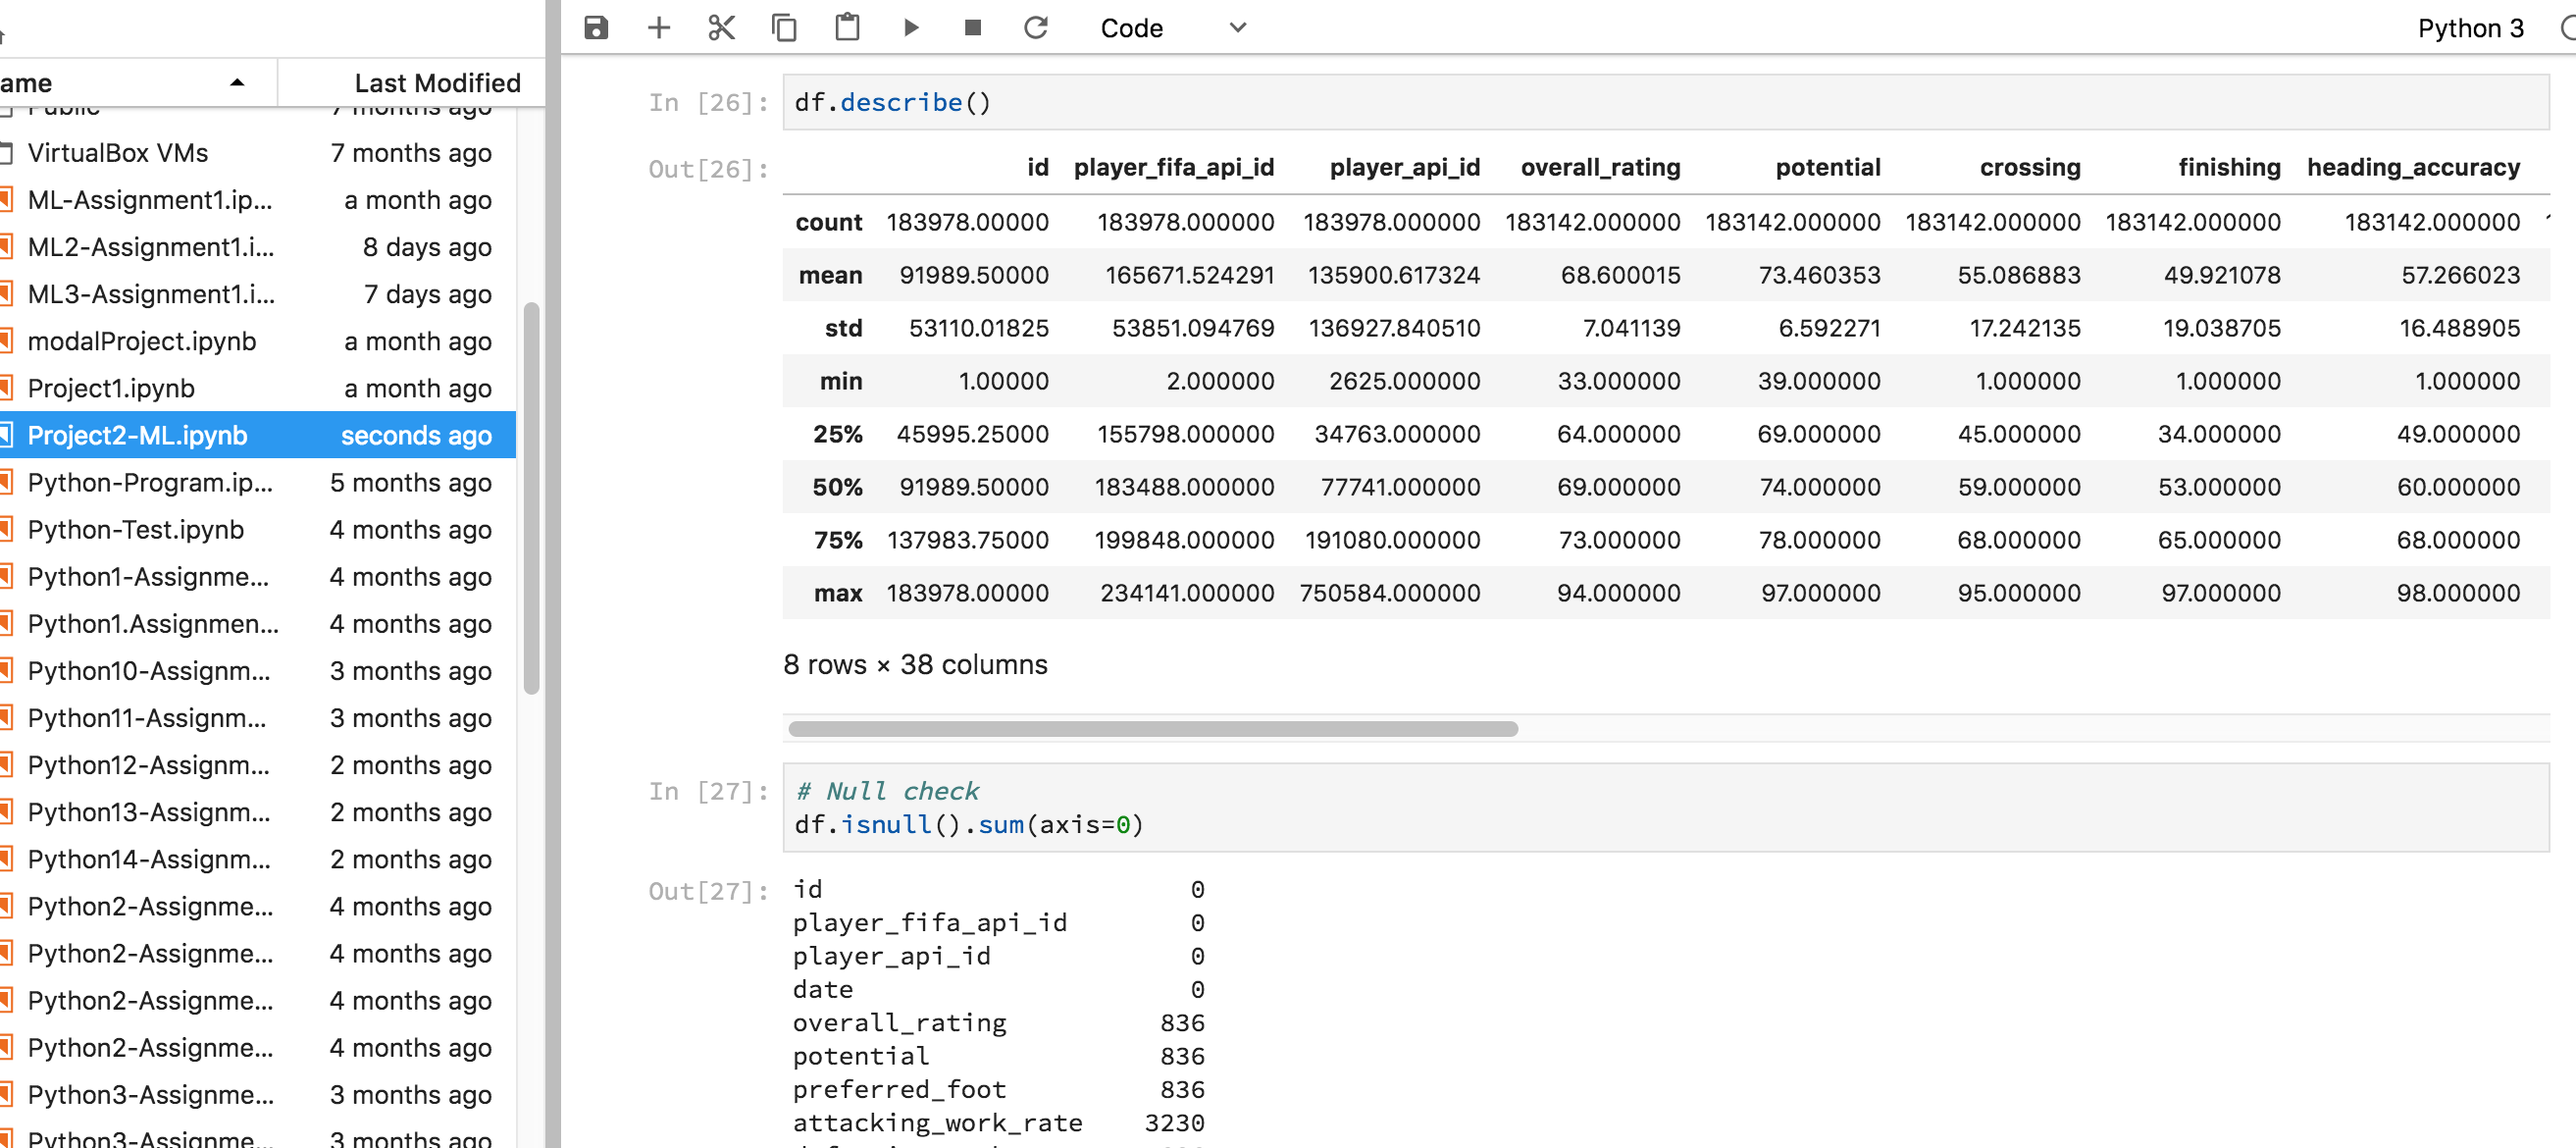 Code Python 3
ame Last Modified
Public 7 months ago
VirtualBox VMs 7 months ago
ML-Assignment1.ip... a month ago
ML2-Assignment1.i... 8 days ago
ML3-Assignment1.i... 7 days ago
modalProject.ipynb a month ago
Project1.ipynb a month ago
Project2-ML.ipynb seconds ago
Python-Program.ip... 5 months ago
Python-Test.ipynb 4 months ago
Python1-Assignme... 4 months ago
Python1.Assignmen... 4 months ago
Python10-Assignm... 3 months ago
Python11-Assignm... 3 months ago
Python12-Assignm... 2 months ago
Python13-Assignm... 2 months ago
Python14-Assignm... 2 months ago
Python2-Assignme... 4 months ago
Python2-Assignme... 4 months ago
Python2-Assignme... 4 months ago
Python2-Assignme... 4 months ago
Python3-Assignme... 3 months ago
Python3-Assignme... 3 months ago
In [26]: df.describe()
Out[26]: id player_fifa_api_id player_api_id overall_rating potential crossing finishing heading_accuracy
count 183978.00000 183978.000000 183978.000000 183142.000000 183142.000000 183142.000000 183142.000000 183142.000000
mean 91989.50000 165671.524291 135900.617324 68.600015 73.460353 55.086883 49.921078 57.266023
std 53110.01825 53851.094769 136927.840510 7.041139 6.592271 17.242135 19.038705 16.488905
min 1.00000 2.000000 2625.000000 33.000000 39.000000 1.000000 1.000000 1.000000
25% 45995.25000 155798.000000 34763.000000 64.000000 69.000000 45.000000 34.000000 49.000000
50% 91989.50000 183488.000000 77741.000000 69.000000 74.000000 59.000000 53.000000 60.000000
75% 137983.75000 199848.000000 191080.000000 73.000000 78.000000 68.000000 65.000000 68.000000
max 183978.00000 234141.000000 750584.000000 94.000000 97.000000 95.000000 97.000000 98.000000
8 rows × 38 columns
In [27]: # Null check
df.isnull().sum(axis=0)
Out[27]: id 0
player_fifa_api_id 0
player_api_id 0
date 0
overall_rating 836
potential 836
preferred_foot 836
attacking_work_rate 3230